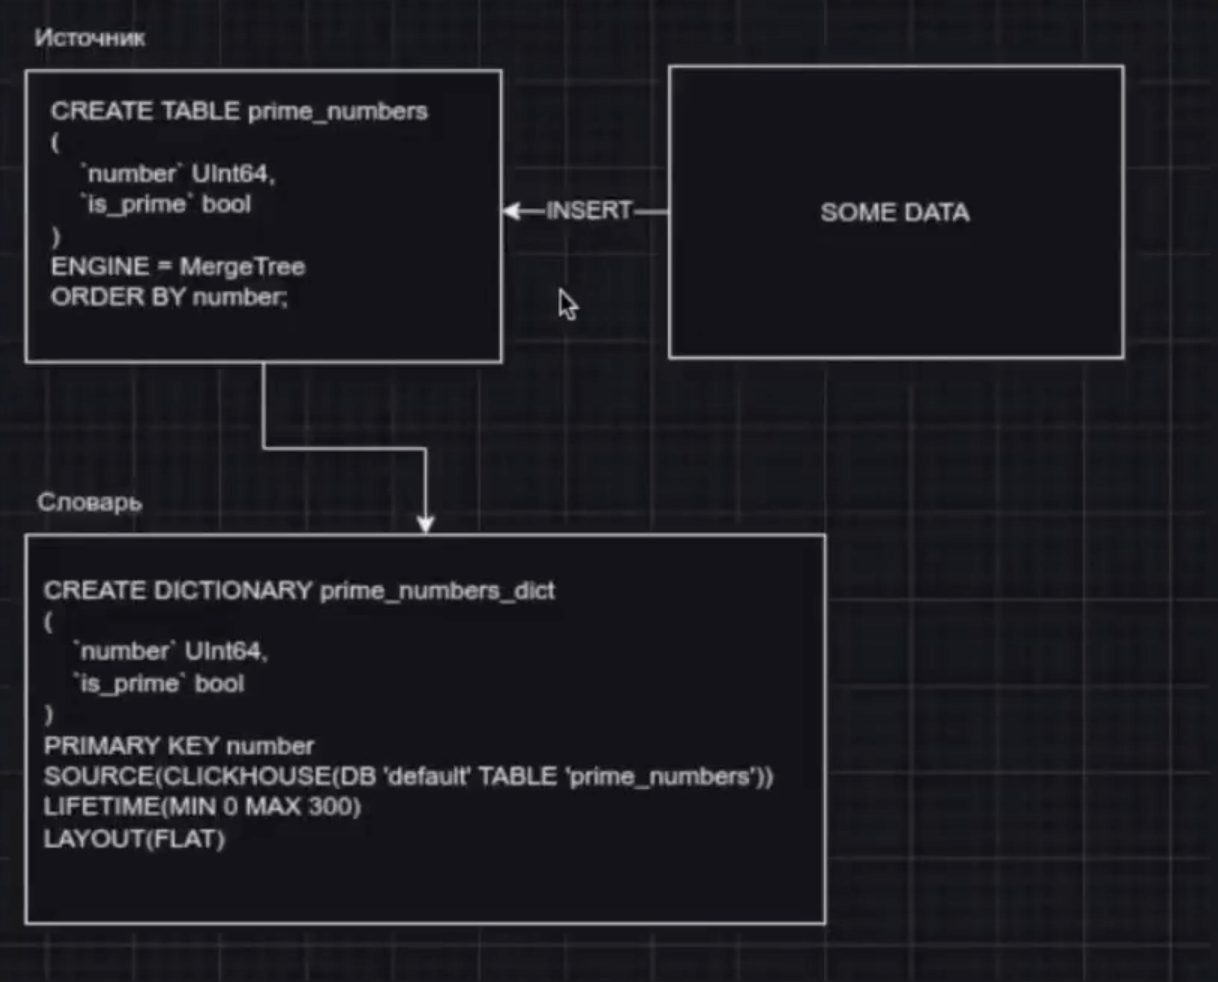 Источник
CREATE TABLE prime_numbers
(
`number` UInt64,
`is_prime` bool
)
ENGINE = MergeTree
ORDER BY number;
INSERT
SOME DATA
Словарь
CREATE DICTIONARY prime_numbers_dict
(
`number` UInt64,
`is_prime` bool
)
PRIMARY KEY number
SOURCE(CLICKHOUSE(DB 'default' TABLE 'prime_numbers'))
LIFETIME(MIN 0 MAX 300)
LAYOUT(FLAT)